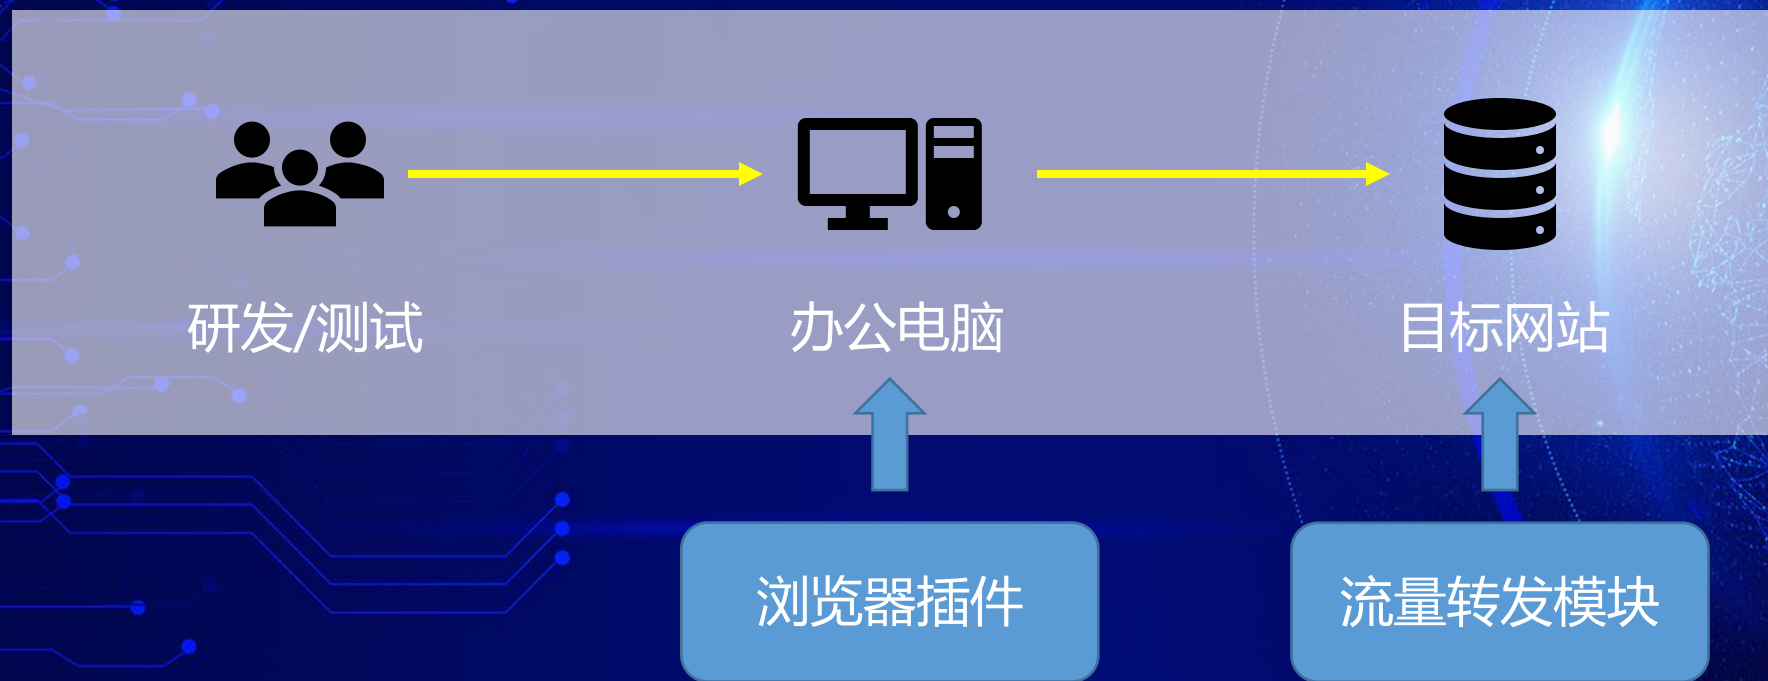 研发/测试
办公电脑
目标网站
浏览器插件
流量转发模块